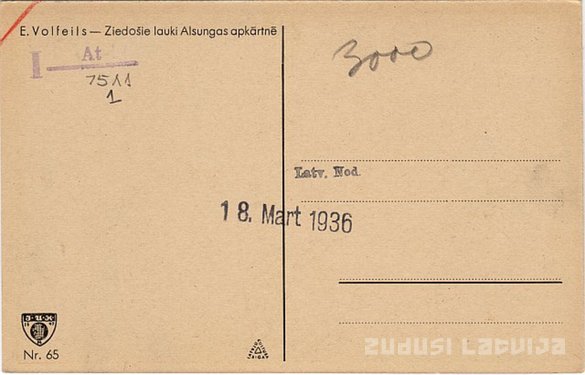 E. Volfeils — Ziedošie lauki Alsungas apkārtnē
I At
7511
1
3000
Latv. Nod.
18. Mart 1936
Nr. 65
ZUDUSI LATVIJA